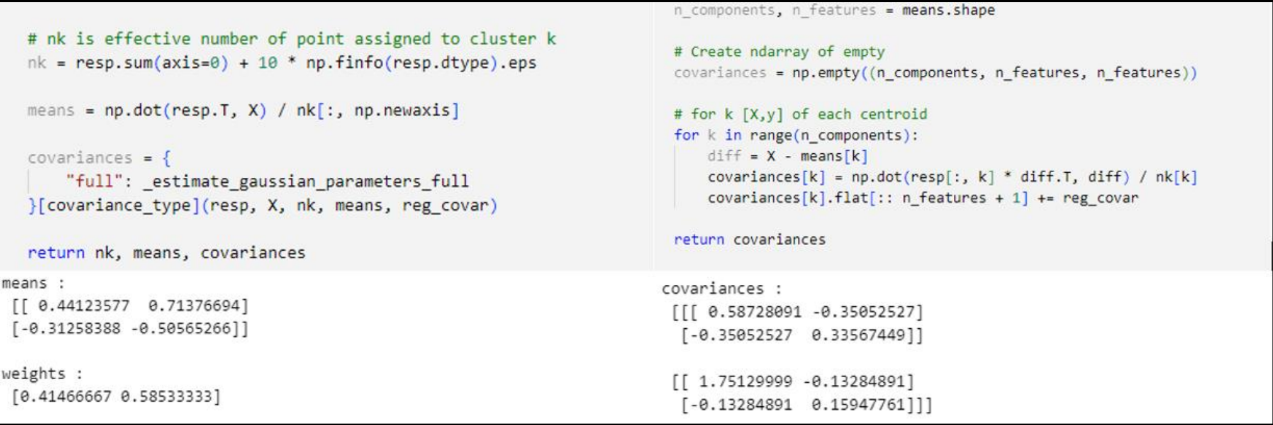 # nk is effective number of point assigned to cluster k
nk = resp.sum(axis=0) + 10 * np.finfo(resp.dtype).eps
means = np.dot(resp.T, X) / nk[:, np.newaxis]
covariances = {
"full": _estimate_gaussian_parameters_full
}[covariance_type](resp, X, nk, means, reg_covar)
return nk, means, covariances
n_components, n_features = means.shape
# Create ndarray of empty
covariances = np.empty((n_components, n_features, n_features))
# for k [X,y] of each centroid
for k in range(n_components):
diff = X - means[k]
covariances[k] = np.dot(resp[:, k] * diff.T, diff) / nk[k]
covariances[k].flat[:: n_features + 1] += reg_covar
return covariances
means :
[[ 0.44123577 0.71376694]
[-0.31258388 -0.50565266]]
weights :
[0.41466667 0.58533333]
covariances :
[[[ 0.58728091 -0.35052527]
[-0.35052527 0.33567449]]
[[ 1.75129999 -0.13284891]
[-0.13284891 0.15947761]]]